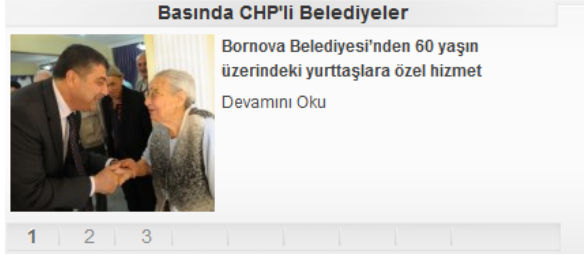 Basında CHP'li Belediyeler
Bornova Belediyesi'nden 60 yaşın
üzerindeki yurttaşlara özel hizmet
Devamını Oku
1 2 3